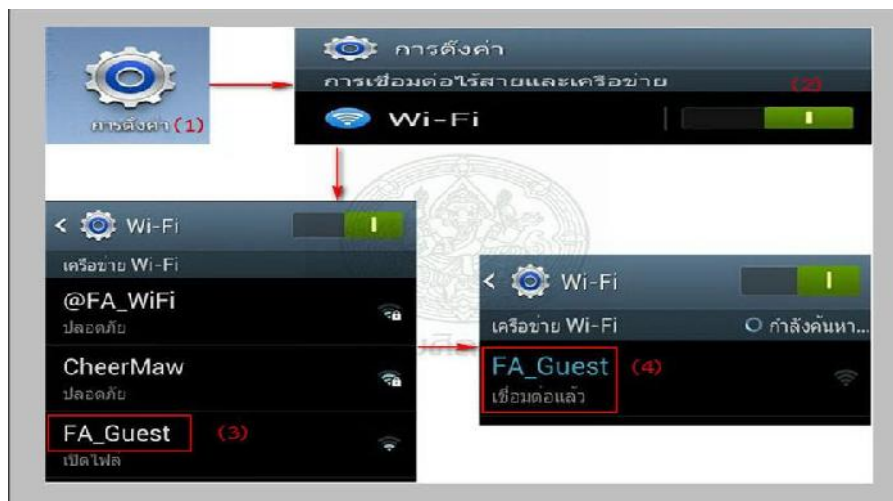 การตั้งค่า (1)
การตั้งค่า
การเชื่อมต่อไร้สายและเครือข่าย (2)
Wi-Fi
< Wi-Fi
เครือข่าย Wi-Fi
@FA_WiFi
ปลอดภัย
CheerMaw
ปลอดภัย
FA_Guest (3)
เปิดไฟล
< Wi-Fi
เครือข่าย Wi-Fi กำลังค้นหา...
FA_Guest (4)
เชื่อมต่อแล้ว